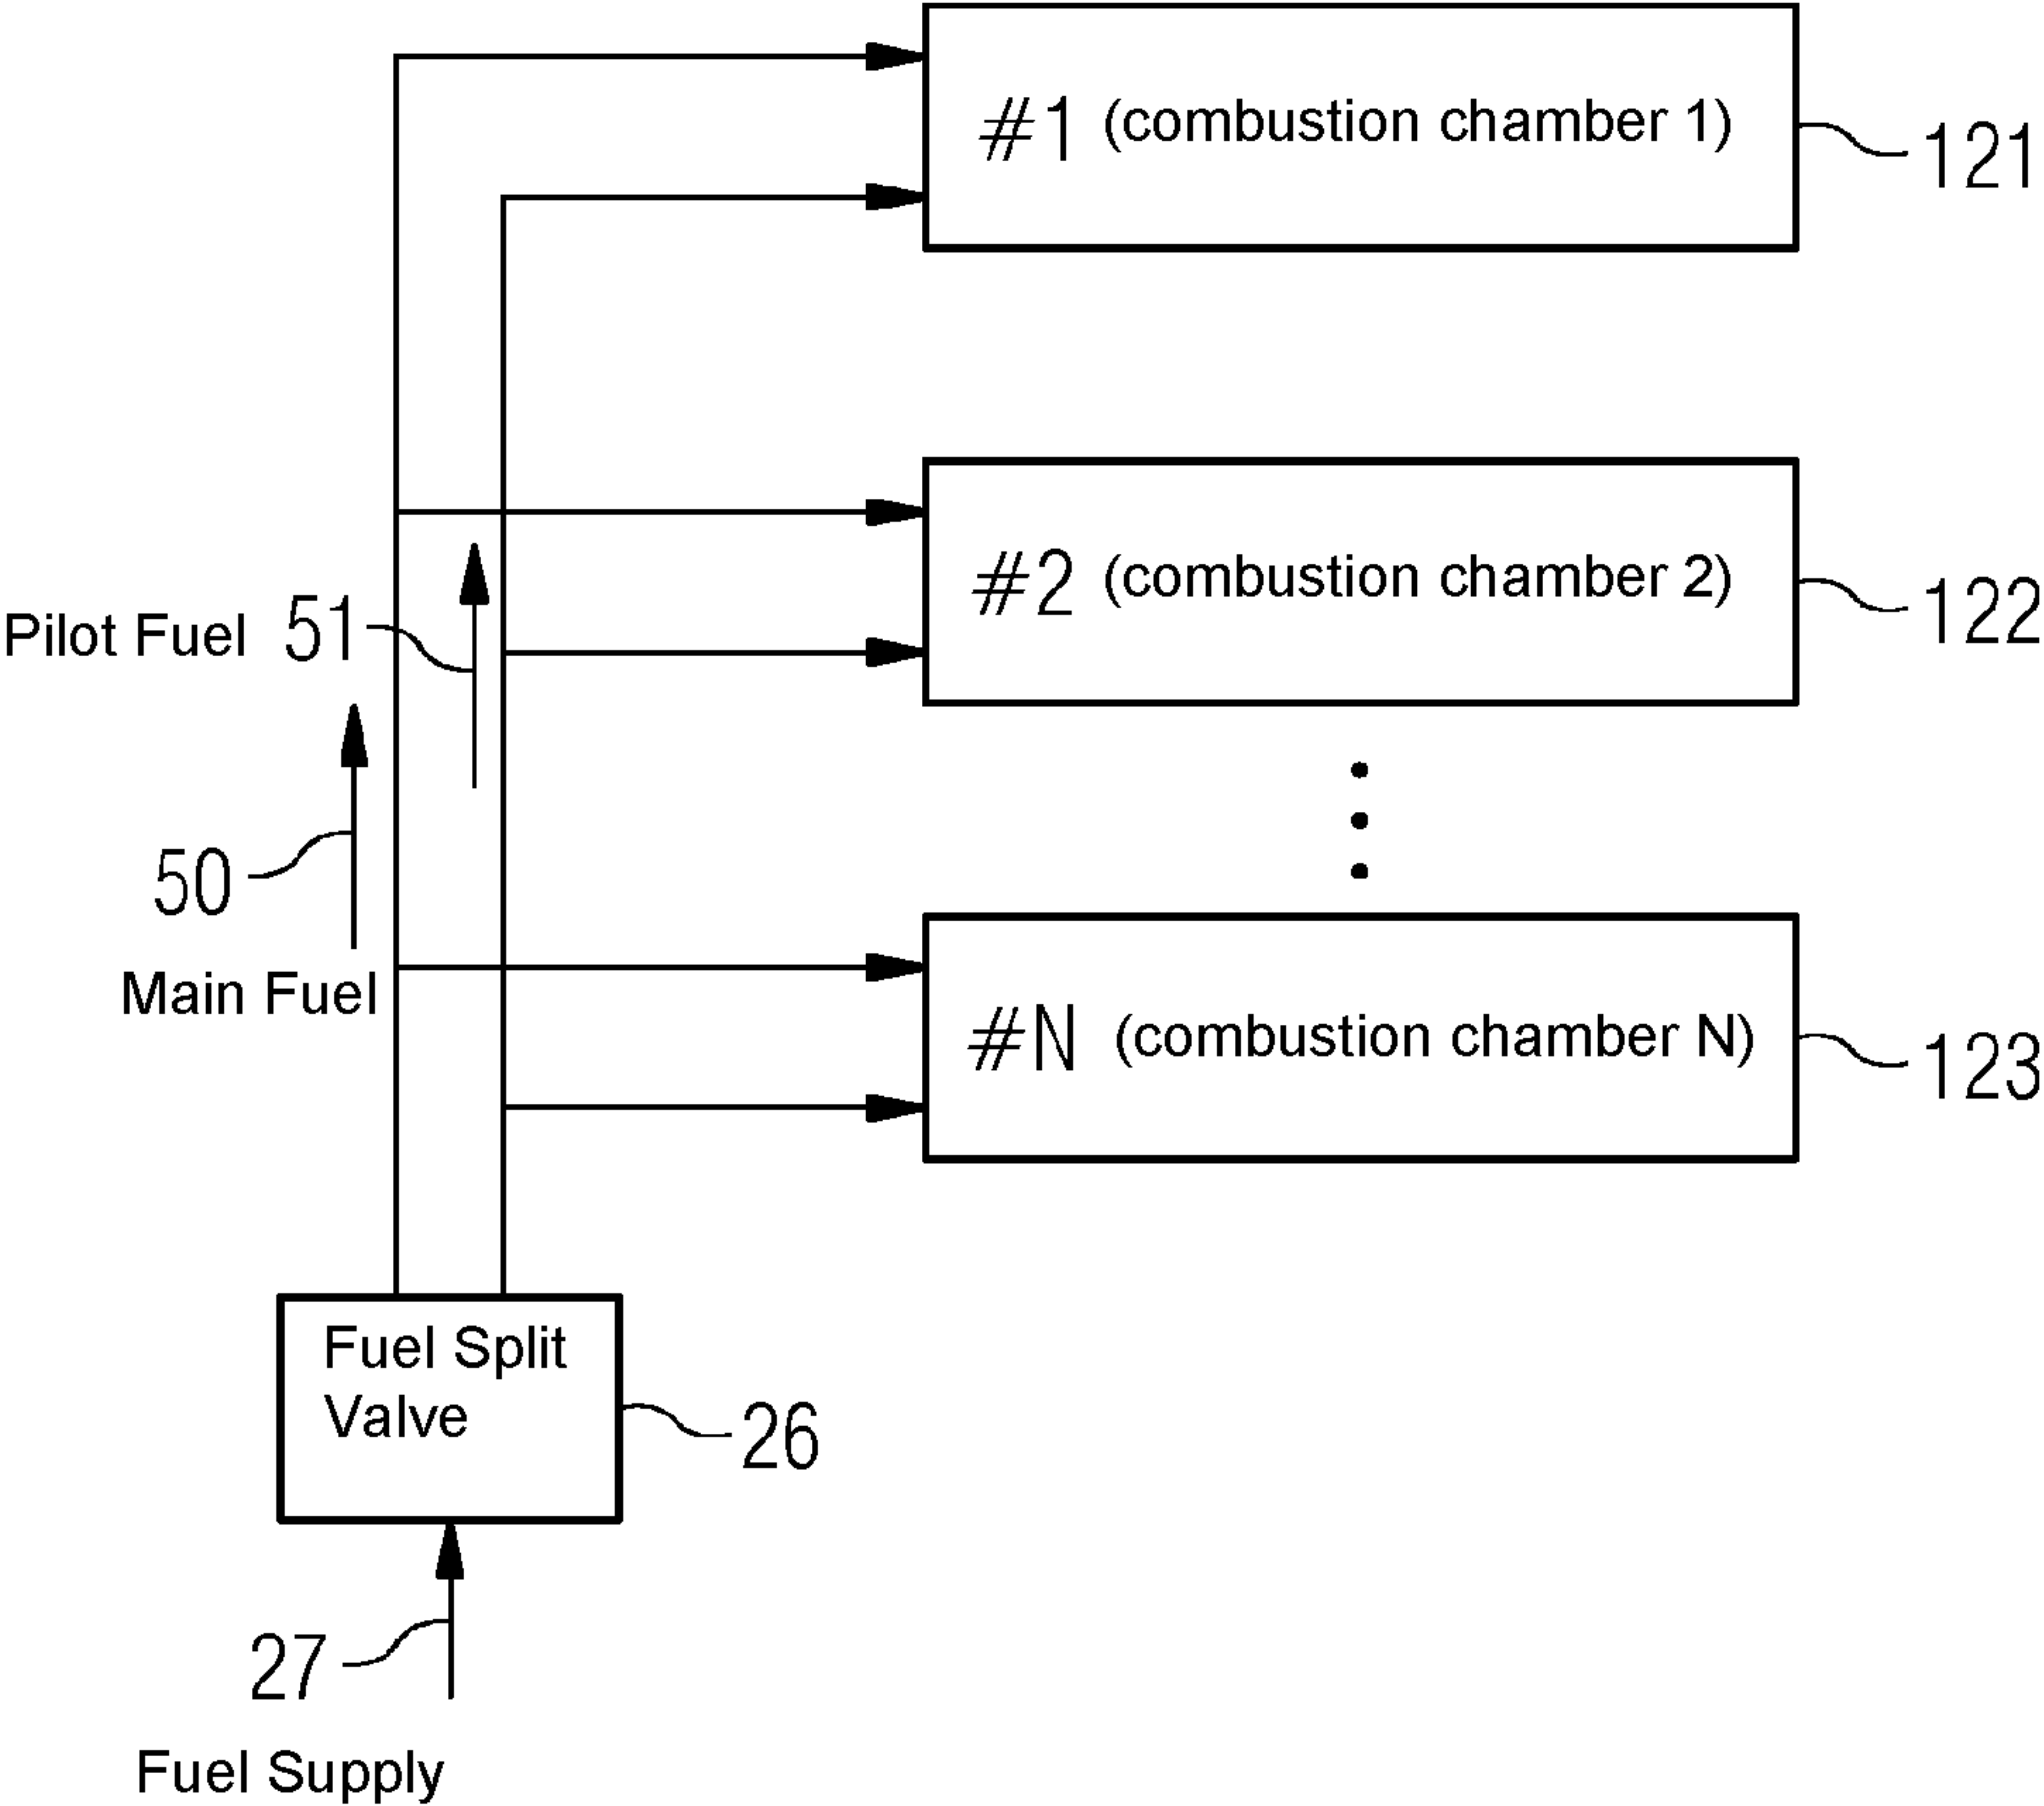 #1 (combustion chamber 1)
121
#2 (combustion chamber 2)
122
Pilot Fuel 51
50
Main Fuel
#N (combustion chamber N)
123
Fuel Split
Valve
26
27
Fuel Supply